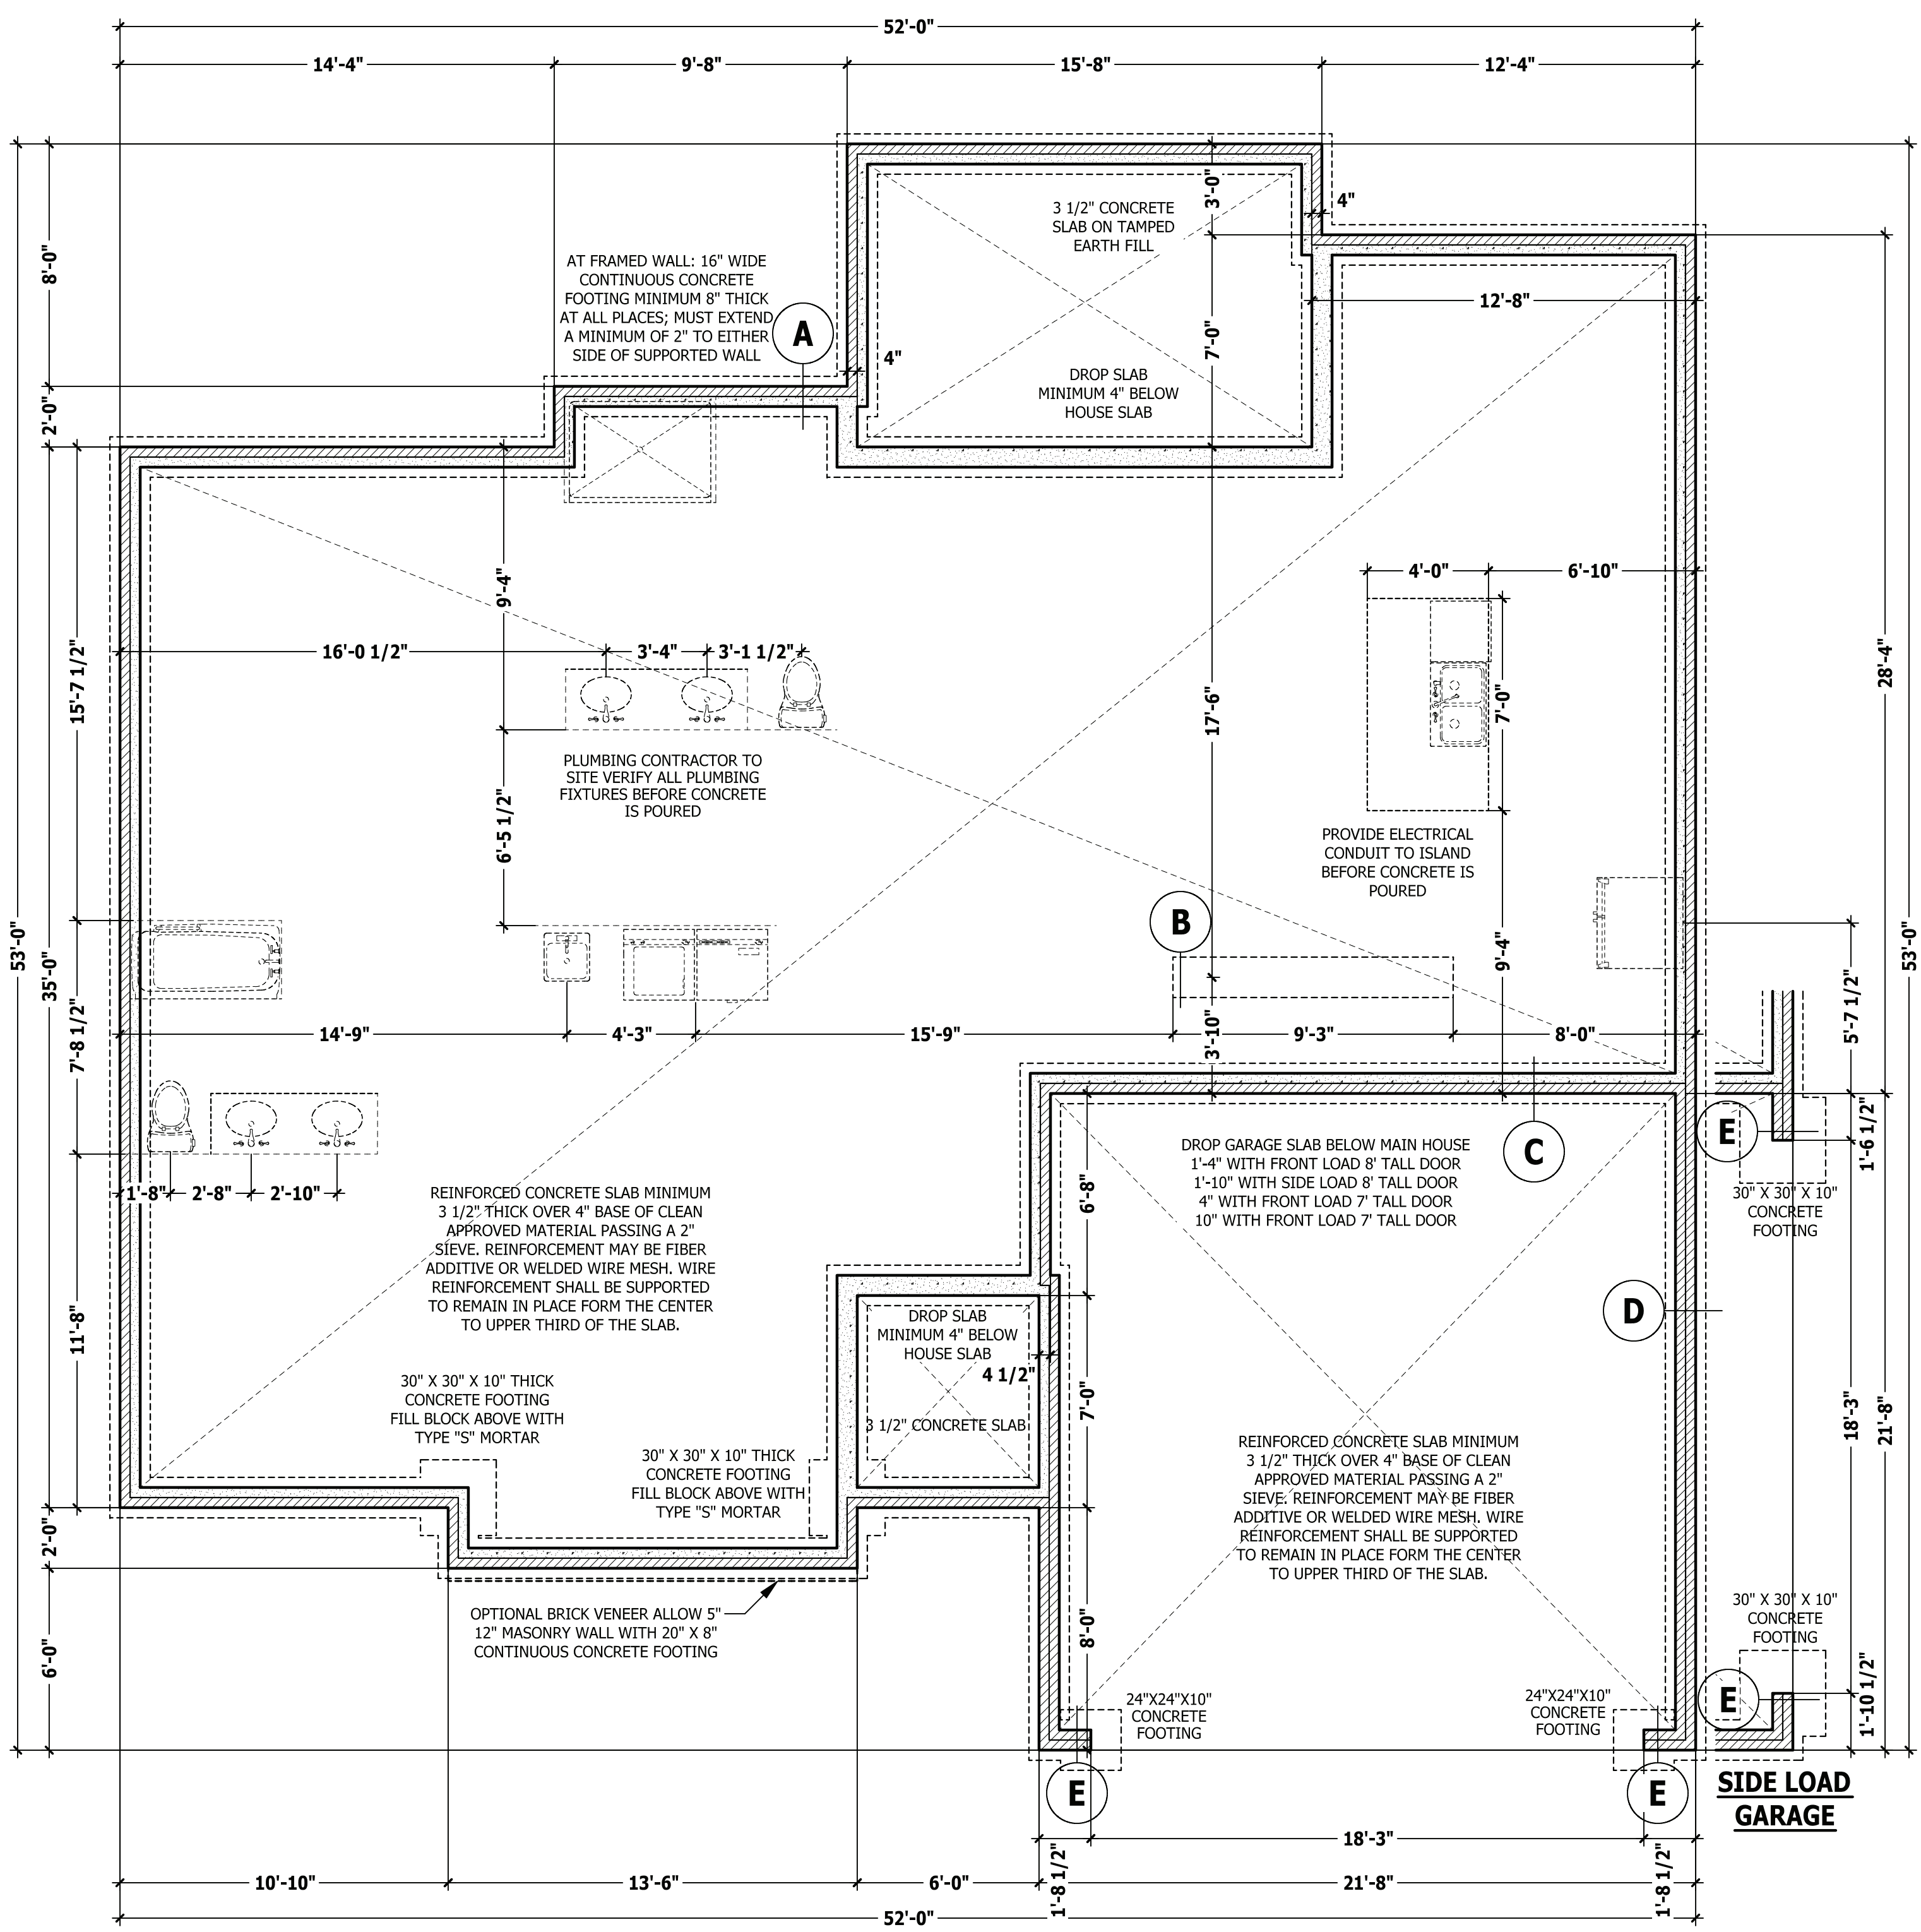 52'-0"
14'-4" 9'-8" 15'-8" 12'-4"
3'-0"
4"
3 1/2" CONCRETE
SLAB ON TAMPED
EARTH FILL
8'-0"
AT FRAMED WALL: 16" WIDE
CONTINUOUS CONCRETE
FOOTING MINIMUM 8" THICK
AT ALL PLACES; MUST EXTEND
A MINIMUM OF 2" TO EITHER
SIDE OF SUPPORTED WALL
A
12'-8"
7'-0"
4"
DROP SLAB
MINIMUM 4" BELOW
HOUSE SLAB
2'-0"
9'-4"
4'-0" 6'-10"
16'-0 1/2" 3'-4" 3'-1 1/2"
15'-7 1/2"
28'-4"
17'-6"
7'-0"
PLUMBING CONTRACTOR TO
SITE VERIFY ALL PLUMBING
FIXTURES BEFORE CONCRETE
IS POURED
6'-5 1/2"
PROVIDE ELECTRICAL
CONDUIT TO ISLAND
BEFORE CONCRETE IS
POURED
B
53'-0"
35'-0"
9'-4"
53'-0"
5'-7 1/2"
7'-8 1/2"
14'-9" 4'-3" 15'-9" 9'-3" 8'-0"
3'-10"
E
1'-6 1/2"
DROP GARAGE SLAB BELOW MAIN HOUSE
1'-4" WITH FRONT LOAD 8' TALL DOOR
1'-10" WITH SIDE LOAD 8' TALL DOOR
4" WITH FRONT LOAD 7' TALL DOOR
10" WITH FRONT LOAD 7' TALL DOOR
C
6'-8"
1'-8" 2'-8" 2'-10"
30" X 30" X 10"
CONCRETE
FOOTING
REINFORCED CONCRETE SLAB MINIMUM
3 1/2" THICK OVER 4" BASE OF CLEAN
APPROVED MATERIAL PASSING A 2"
SIEVE. REINFORCEMENT MAY BE FIBER
ADDITIVE OR WELDED WIRE MESH. WIRE
REINFORCEMENT SHALL BE SUPPORTED
TO REMAIN IN PLACE FORM THE CENTER
TO UPPER THIRD OF THE SLAB.
D
11'-8"
DROP SLAB
MINIMUM 4" BELOW
HOUSE SLAB
4 1/2"
7'-0"
3 1/2" CONCRETE SLAB
30" X 30" X 10" THICK
CONCRETE FOOTING
FILL BLOCK ABOVE WITH
TYPE "S" MORTAR
30" X 30" X 10" THICK
CONCRETE FOOTING
FILL BLOCK ABOVE WITH
TYPE "S" MORTAR
18'-3"
21'-8"
REINFORCED CONCRETE SLAB MINIMUM
3 1/2" THICK OVER 4" BASE OF CLEAN
APPROVED MATERIAL PASSING A 2"
SIEVE. REINFORCEMENT MAY BE FIBER
ADDITIVE OR WELDED WIRE MESH. WIRE
REINFORCEMENT SHALL BE SUPPORTED
TO REMAIN IN PLACE FORM THE CENTER
TO UPPER THIRD OF THE SLAB.
2'-0"
OPTIONAL BRICK VENEER ALLOW 5"
12" MASONRY WALL WITH 20" X 8"
CONTINUOUS CONCRETE FOOTING
6'-0"
8'-0"
30" X 30" X 10"
CONCRETE
FOOTING
24"X24"X10"
CONCRETE
FOOTING
24"X24"X10"
CONCRETE
FOOTING
E
1'-10 1/2"
E
E
SIDE LOAD
GARAGE
18'-3"
1'-8 1/2"
1'-8 1/2"
10'-10" 13'-6" 6'-0" 21'-8"
52'-0"